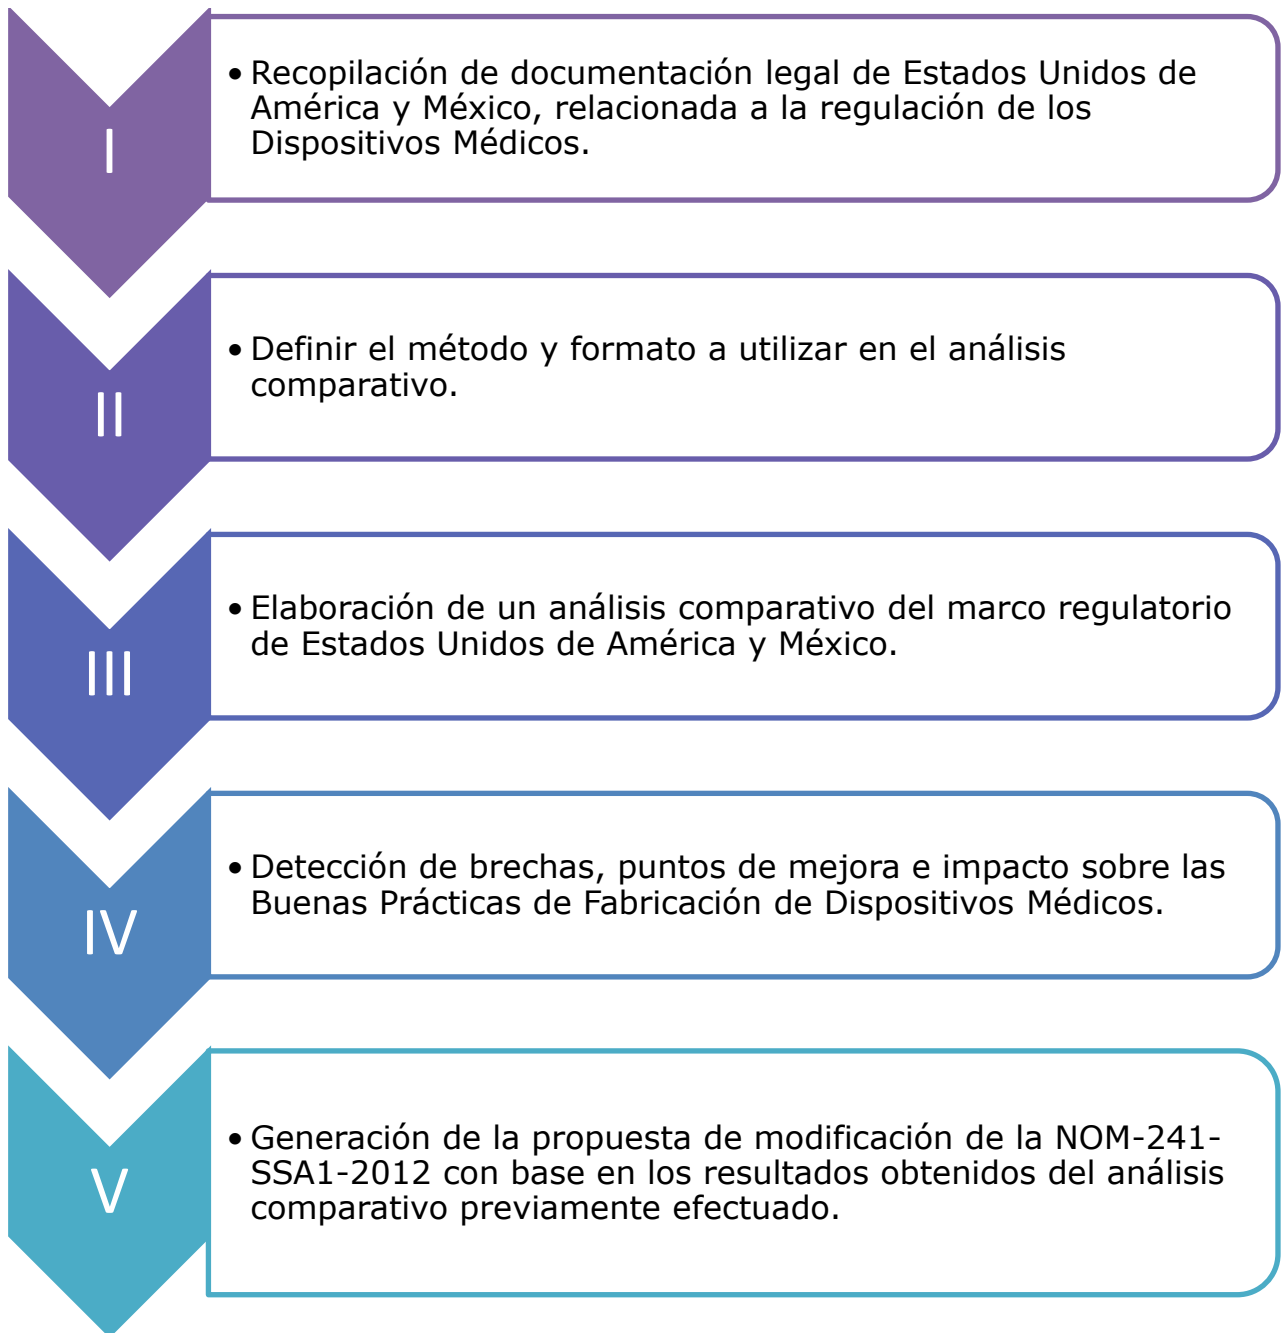 I
• Recopilación de documentación legal de Estados Unidos de
América y México, relacionada a la regulación de los
Dispositivos Médicos.
II
• Definir el método y formato a utilizar en el análisis
comparativo.
III
• Elaboración de un análisis comparativo del marco regulatorio
de Estados Unidos de América y México.
IV
• Detección de brechas, puntos de mejora e impacto sobre las
Buenas Prácticas de Fabricación de Dispositivos Médicos.
V
• Generación de la propuesta de modificación de la NOM-241-
SSA1-2012 con base en los resultados obtenidos del análisis
comparativo previamente efectuado.